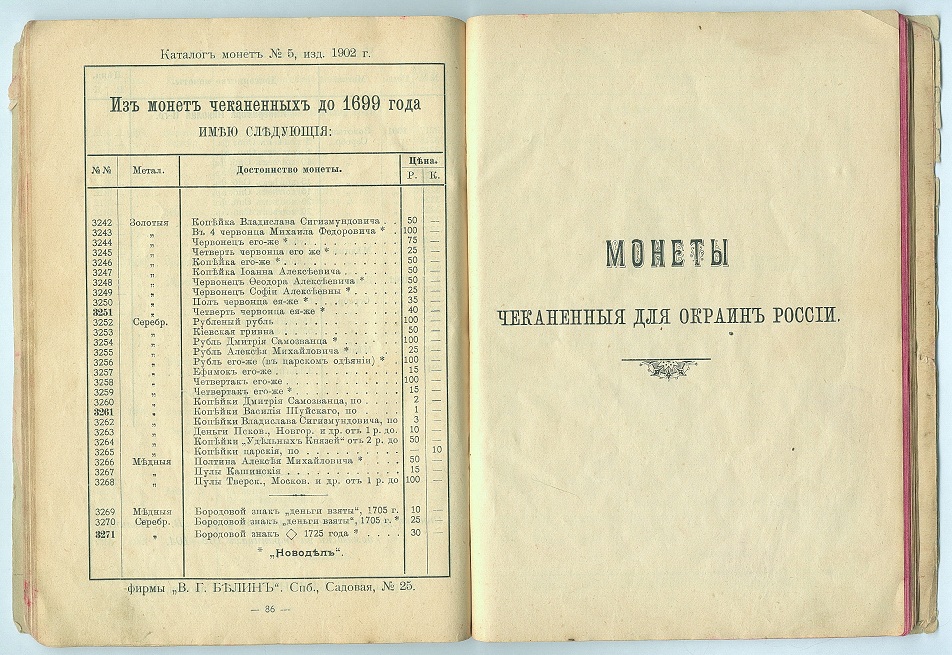 Каталогъ монетъ № 5, изд. 1902 г.
Изъ монетъ чеканенныхъ до 1699 года
ИМѢЮ СЛѢДУЮЩІЯ:
№№ Метал. Достоинство монеты. Цѣна.
Р. К.
3242 Золотыя Копѣйка Владислава Сигизмундовича . . 50 —
3243 „ Въ 4 червонца Михаила Федоровича * . 100 —
3244 „ Червонецъ его-же * . . . . . . . . 75 —
3245 „ Четверть червонца его же * . . . . . 25 —
3246 „ Копѣйка его-же * . . . . . . . . . 50 —
3247 „ Копѣйка Іоанна Алексѣевича . . . . . 50 —
3248 „ Червонецъ Ѳеодора Алексѣевича * . . . 50 —
3249 „ Червонецъ Софіи Алексѣевны * . . . . 25 —
3250 „ Полъ червонца ея-же * . . . . . . . 35 —
3251 „ Четверть червонца ея-же * . . . . . 40 —
3252 Серебр. Рубленый рубль . . . . . . . . . 100 —
3253 „ Кіевская гривна . . . . . . . . . 50 —
3254 „ Рубль Дмитрія Самозванца * . . . . . 100 —
3255 „ Рубль Алексѣя Михайловича * . . . . 25 —
3256 „ Рубль его-же (въ царскомъ одѣяніи) * . 100 —
3257 „ Ефимокъ его-же . . . . . . . . . . 15 —
3258 „ Четвертакъ его-же . . . . . . . . . 100 —
3259 „ Четвертакъ его-же * . . . . . . . . 15 —
3260 „ Копѣйки Дмитрія Самозванца, по . . . 2 —
3261 „ Копѣйки Василія Шуйскаго, по . . . . 1 —
3262 „ Копѣйки Владислава Сигизмундовича, по 3 —
3263 „ Деньги Псков., Новгор. и др. отъ 1 р. до. 10 —
3264 „ Копѣйки „Удѣльныхъ Князей“ отъ 2 р. до 50 —
3265 „ Копѣйки царскія, по . . . . . . . . — 10
3266 Мѣдныя Полтина Алексѣя Михайловича * . . . 50 —
3267 „ Пулы Кашинскія . . . . . . . . . . 15 —
3268 „ Пулы Тверск., Москов. и др. отъ 1 р. до 100 —
3269 Мѣдныя Бородовой знакъ „деньги взяты“, 1705 г. 10 —
3270 Серебр. Бородовой знакъ „деньги взяты“, 1705 г. * 25 —
3271 „ Бородовой знакъ ◇ 1725 года * . . . . 30 —
* „Новодѣлъ“.
фирмы „В. Г. БѢЛИНЪ“. Спб., Садовая, № 25.
— 86 —
МОНЕТЫ
ЧЕКАНЕННЫЯ ДЛЯ ОКРАИНЪ РОССІИ.